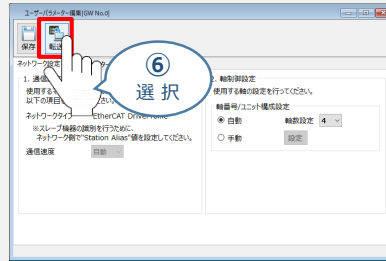 ユーザーパラメーター編集[GW No.0]
保存 転送
ネットワーク設定
⑥
選択
1. 通信
使用する
以下の項目
さい。
ネットワークタイプ EtherCAT DriveProfile
※スレーブ機器の識別を行うために、
ネットワーク側で"Station Alias"値を設定してください。
通信速度 自動
2. 軸制御設定
使用する軸の設定を行ってください。
軸番号/ユニット構成設定
自動 軸数設定 4
手動 設定